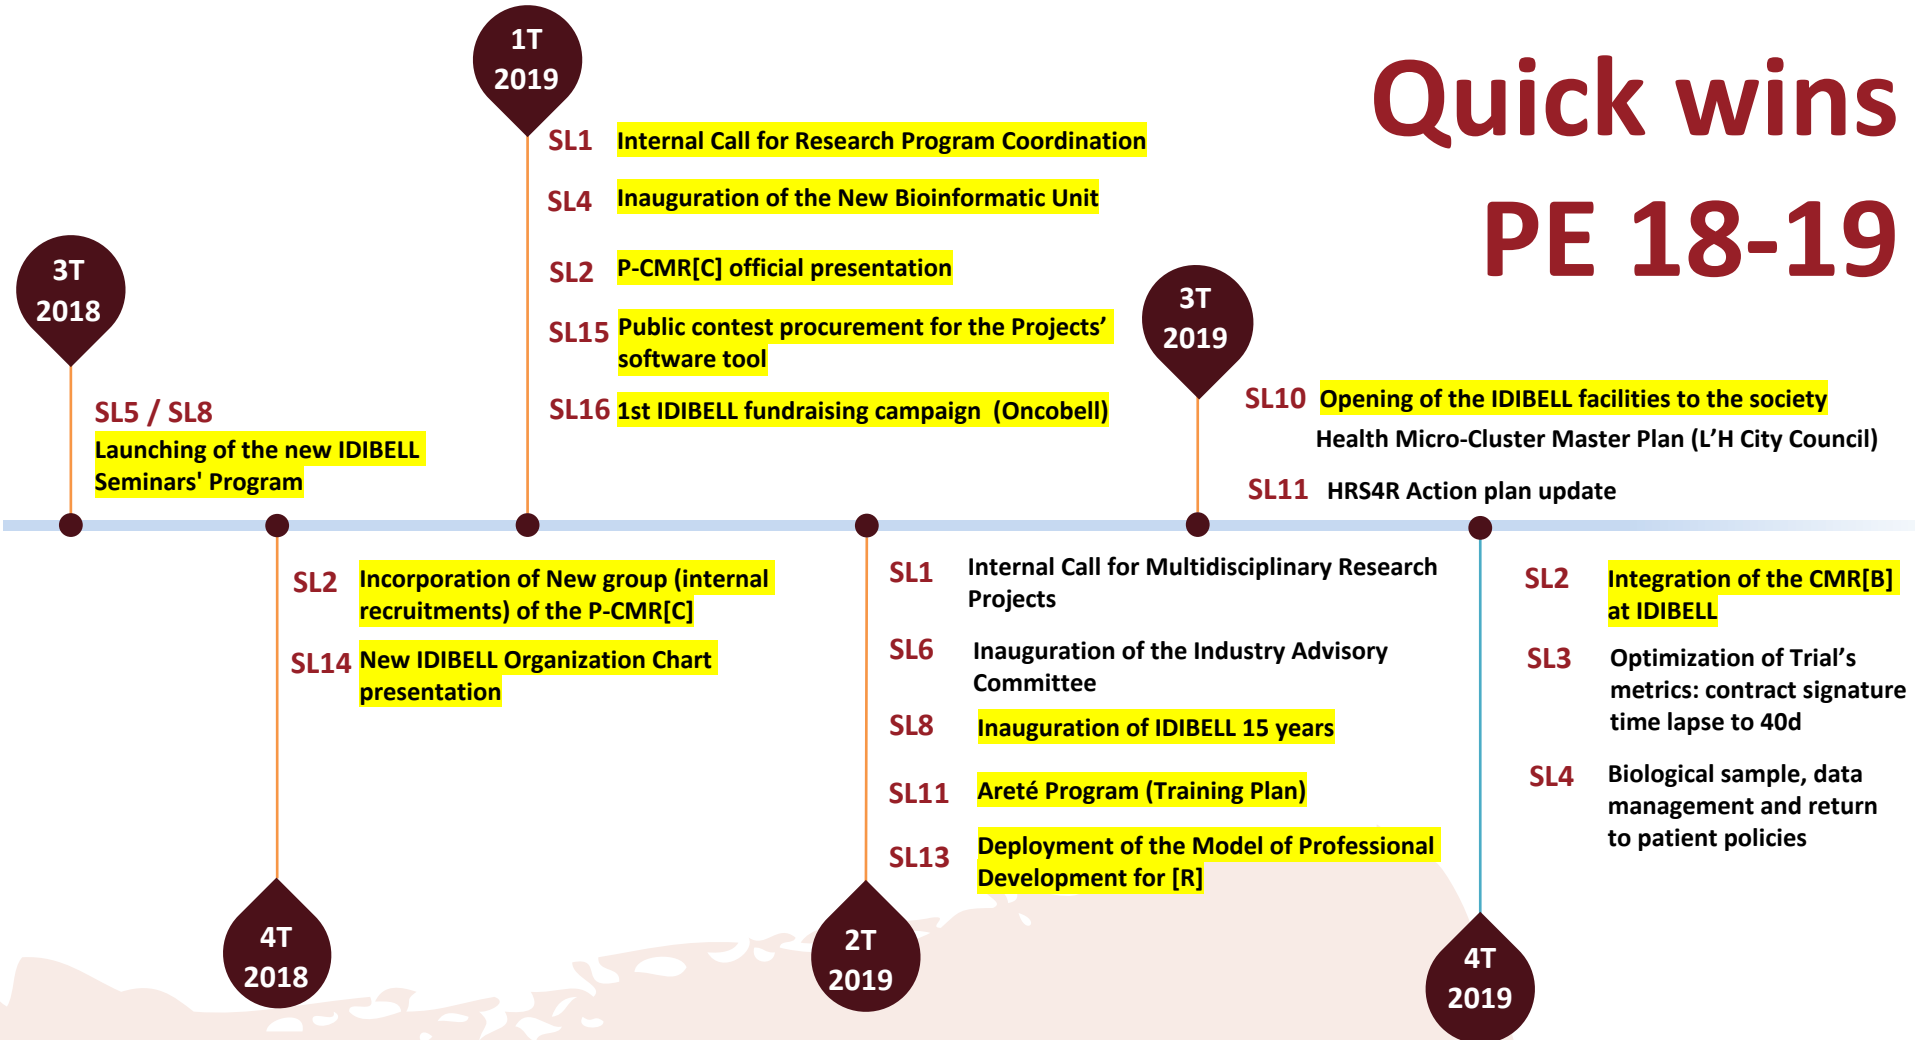 Quick wins
PE 18-19
3T
2018
SL5 / SL8
Launching of the new IDIBELL
Seminars' Program
4T
2018
SL2 Incorporation of New group (internal
recruitments) of the P-CMR[C]
SL14 New IDIBELL Organization Chart
presentation
1T
2019
SL1 Internal Call for Research Program Coordination
SL4 Inauguration of the New Bioinformatic Unit
SL2 P-CMR[C] official presentation
SL15 Public contest procurement for the Projects’
software tool
SL16 1st IDIBELL fundraising campaign (Oncobell)
2T
2019
SL1 Internal Call for Multidisciplinary Research
Projects
SL6 Inauguration of the Industry Advisory
Committee
SL8 Inauguration of IDIBELL 15 years
SL11 Areté Program (Training Plan)
SL13 Deployment of the Model of Professional
Development for [R]
3T
2019
SL10 Opening of the IDIBELL facilities to the society
Health Micro-Cluster Master Plan (L’H City Council)
SL11 HRS4R Action plan update
4T
2019
SL2 Integration of the CMR[B]
at IDIBELL
SL3 Optimization of Trial’s
metrics: contract signature
time lapse to 40d
SL4 Biological sample, data
management and return
to patient policies